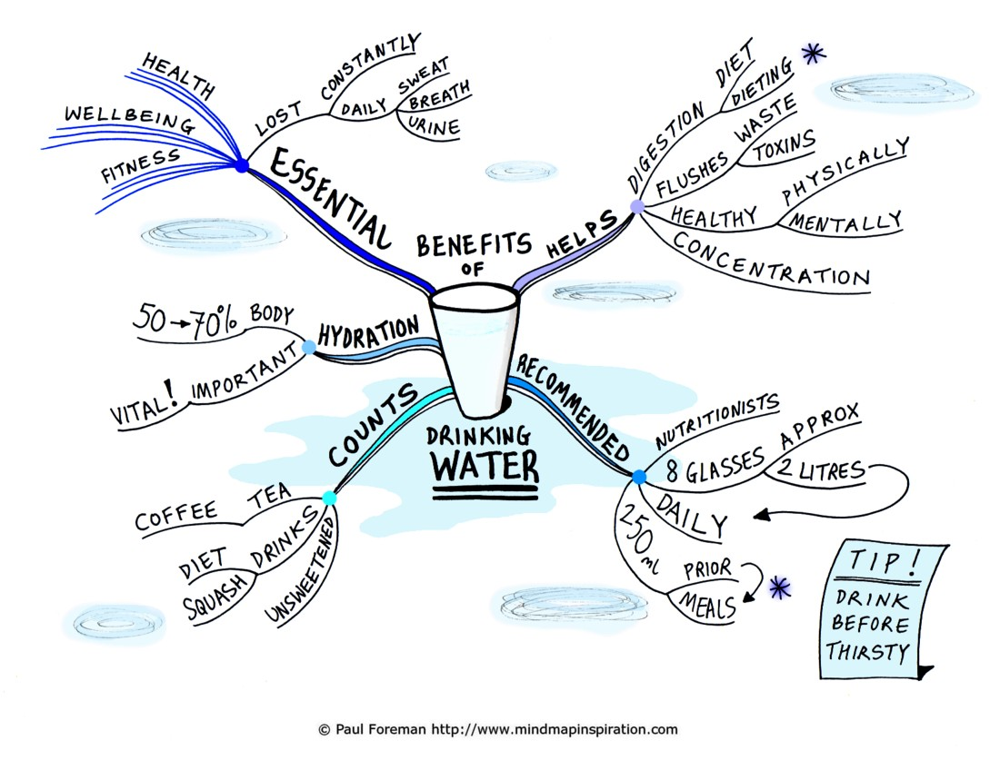 BENEFITS
OF
DRINKING
WATER
ESSENTIAL
HEALTH
WELLBEING
FITNESS
LOST
CONSTANTLY
DAILY
SWEAT
BREATH
URINE
HELPS
DIGESTION
DIET
DIETING *
FLUSHES
WASTE
TOXINS
HEALTHY
PHYSICALLY
MENTALLY
CONCENTRATION
HYDRATION
50→70% BODY
VITAL! IMPORTANT
RECOMMENDED
NUTRITIONISTS
8 GLASSES
APPROX
2 LITRES
DAILY
250 ml
PRIOR
MEALS *
COUNTS
COFFEE TEA
DRINKS
DIET
SQUASH
UNSWEETENED
TIP!
DRINK
BEFORE
THIRSTY
© Paul Foreman http://www.mindmapinspiration.com